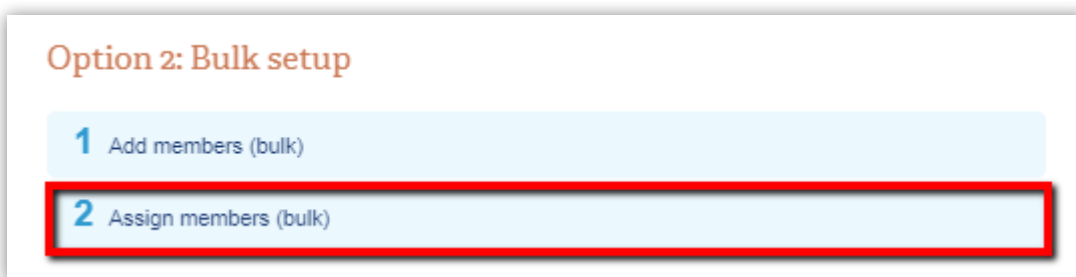 Option 2: Bulk setup
1 Add members (bulk)
2 Assign members (bulk)